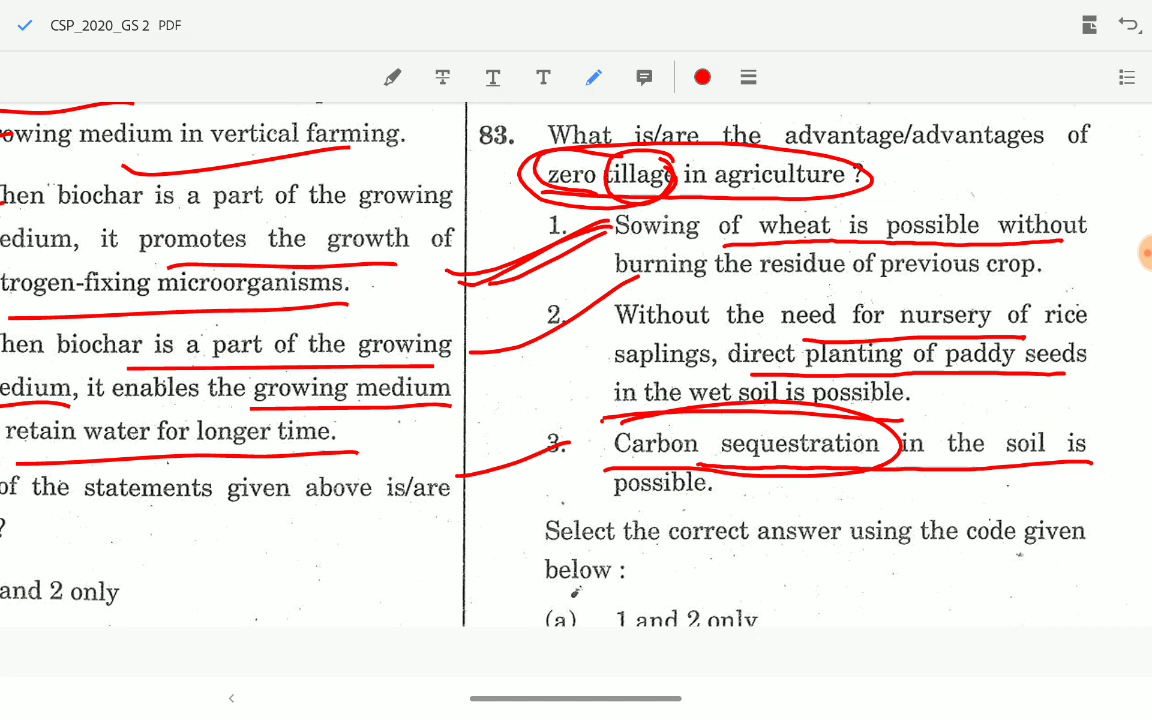 CSP_2020_GS 2 PDF
owing medium in vertical farming.
hen biochar is a part of the growing
edium, it promotes the growth of
trogen-fixing microorganisms.
hen biochar is a part of the growing
edium, it enables the growing medium
retain water for longer time.
of the statements given above is/are
?
and 2 only
83. What is/are the advantage/advantages of
zero tillage in agriculture ?
1. Sowing of wheat is possible without
burning the residue of previous crop.
2. Without the need for nursery of rice
saplings, direct planting of paddy seeds
in the wet soil is possible.
3. Carbon sequestration in the soil is
possible.
Select the correct answer using the code given
below :
(a) 1 and 2 only